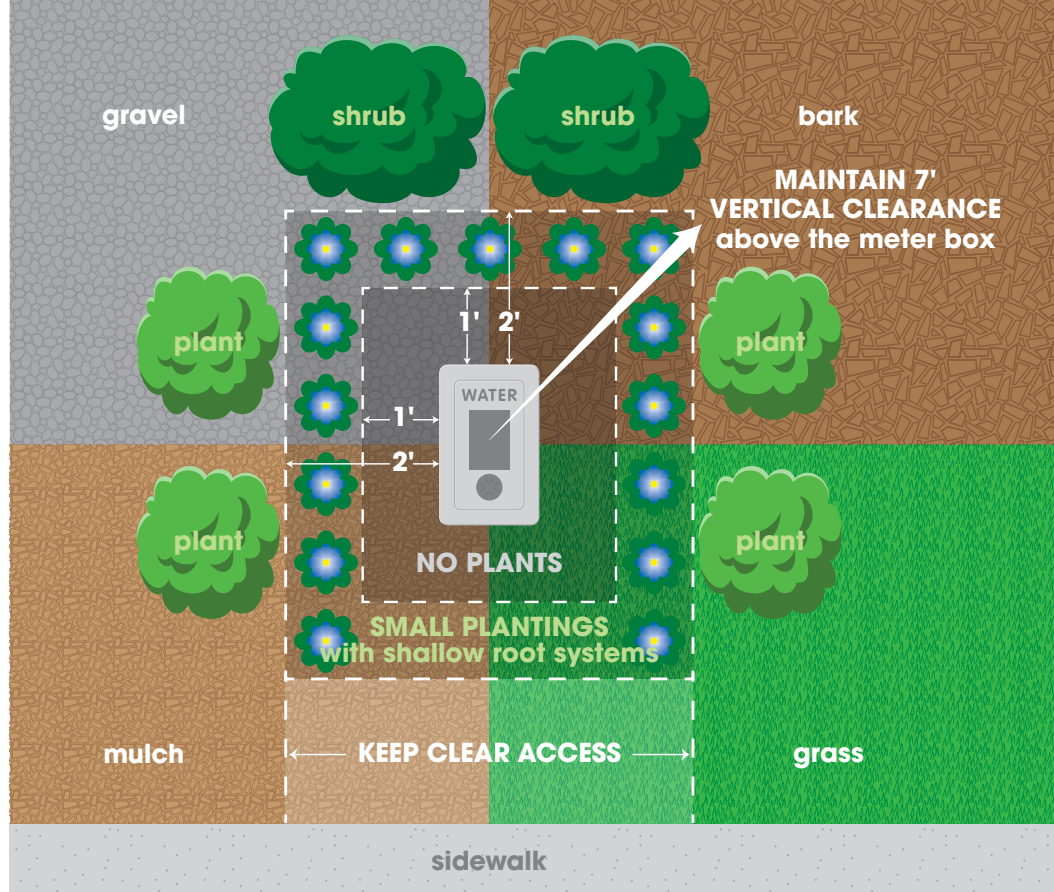 gravel
shrub
shrub
bark
MAINTAIN 7'
VERTICAL CLEARANCE
above the meter box
plant
1'
2'
plant
WATER
1'
2'
plant
plant
NO PLANTS
SMALL PLANTINGS
with shallow root systems
mulch
KEEP CLEAR ACCESS
grass
sidewalk